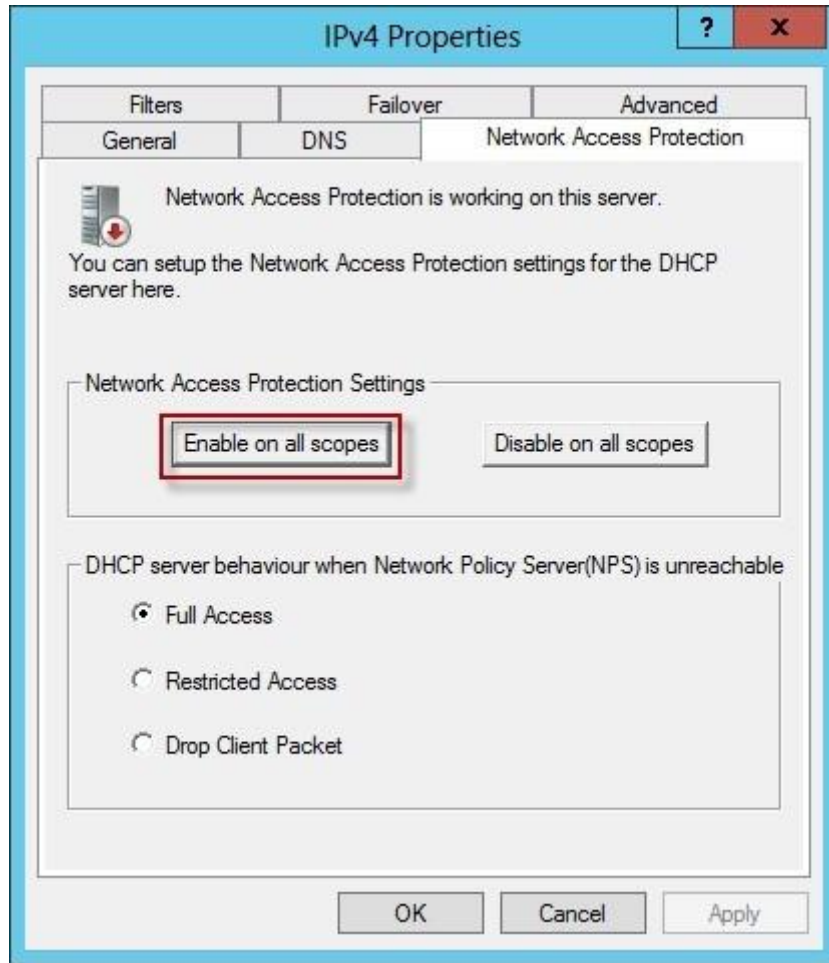 IPv4 Properties
?
x
Filters
Failover
Advanced
General
DNS
Network Access Protection
Network Access Protection is working on this server.
You can setup the Network Access Protection settings for the DHCP
server here.
Network Access Protection Settings
Enable on all scopes
Disable on all scopes
DHCP server behaviour when Network Policy Server(NPS) is unreachable
Full Access
Restricted Access
Drop Client Packet
OK
Cancel
Apply